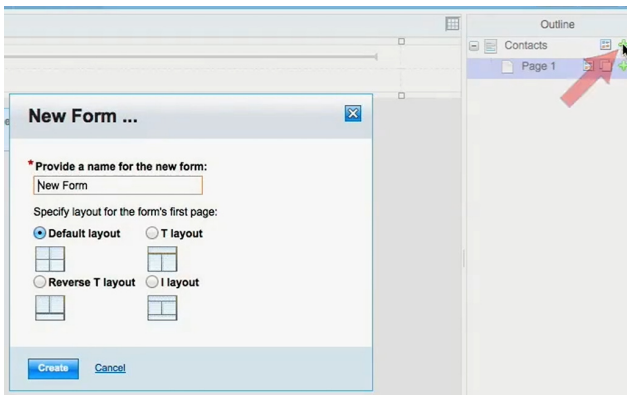 Outline
Contacts
Page 1
New Form ...
* Provide a name for the new form:
New Form
Specify layout for the form's first page:
Default layout
T layout
Reverse T layout
I layout
Create
Cancel